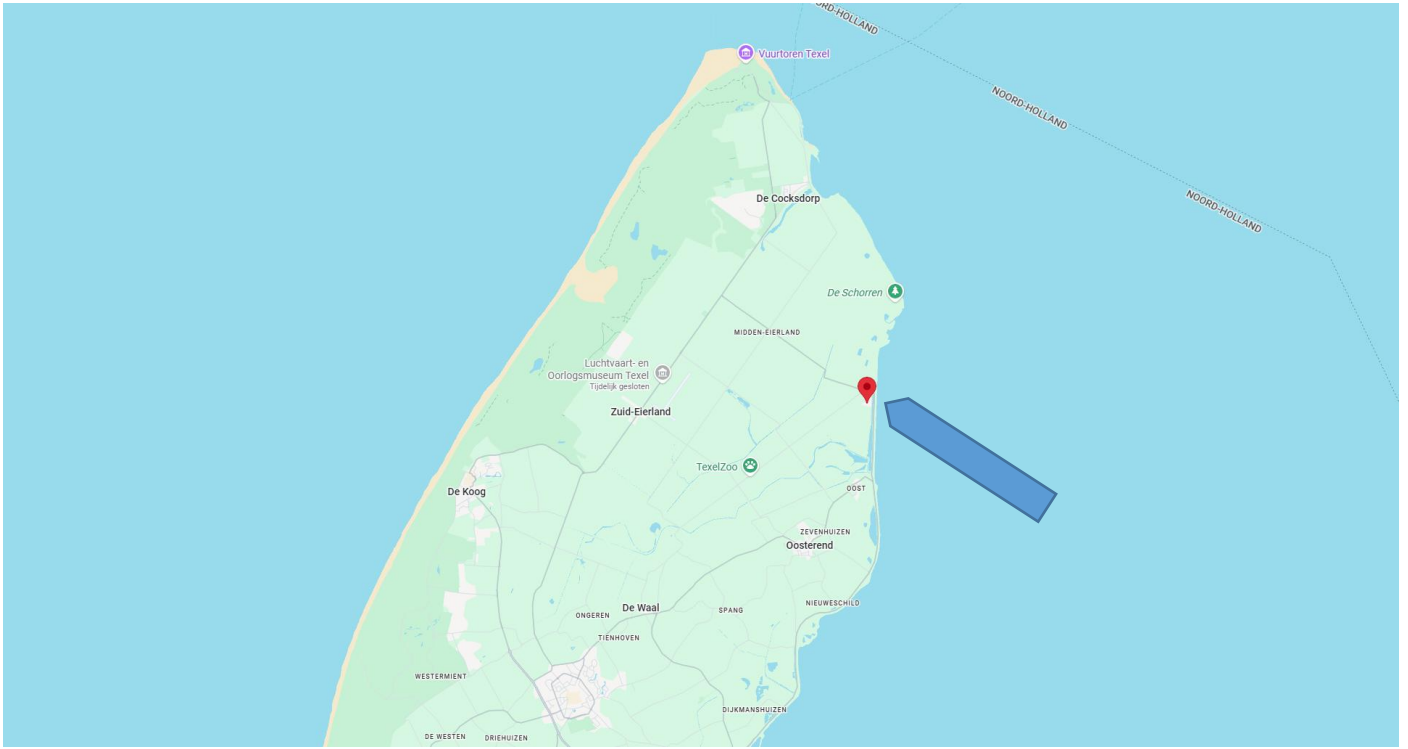 NOORD-HOLLAND
Vuurtoren Texel
NOORD-HOLLAND
De Cocksdorp
NOORD-HOLLAND
De Schorren
MIDDEN-EIERLAND
Luchtvaart- en
Oorlogsmuseum Texel
Tijdelijk gesloten
Zuid-Eierland
TexelZoo
De Koog
OOST
ZEVENHUIZEN
Oosterend
NIEUWESCHILD
De Waal
SPANG
ONGEREN
TIENHOVEN
WESTERMIENT
DIJKMANSHUIZEN
DE WESTEN
DRIEHUIZEN